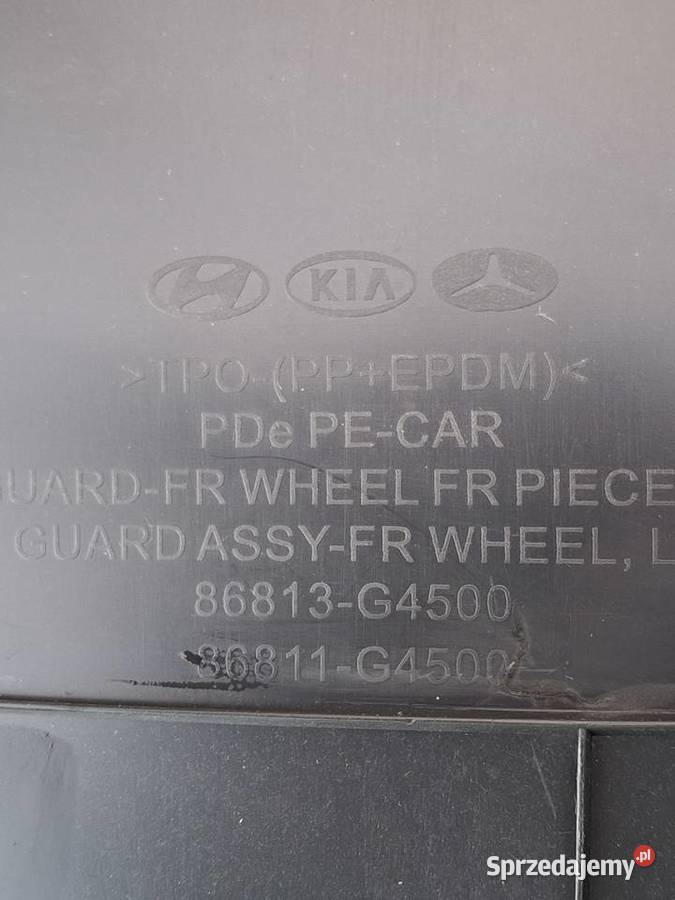 KIA
>TPO-(PP+EPDM)<
PDe PE-CAR
GUARD-FR WHEEL FR PIECE
GUARD ASSY-FR WHEEL, L
86813-G4500
86811-G4500
Sprzedajemy.pl